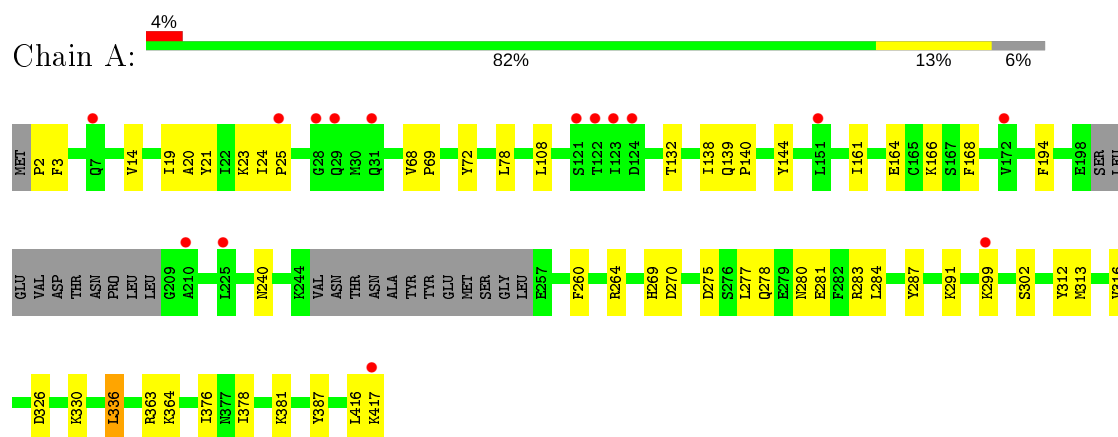 4%
Chain A:
82% 13% 6%
MET P2 F3 Q7 V14 I19 A20 Y21 I22 K23 I24 P25 G28 Q29 M30 Q31 V68 P69 Y72 L78 L108 S121 T122 I123 D124 T132 I138 Q139 P140 Y144 L151 I161 E164 C165 K166 S167 F168 V172 F194 E198 SER LEU
GLU VAL ASP THR ASN PRO LEU LEU G209 A210 L225 N240 K244 VAL ASN THR ASN ALA TYR TYR GLU MET SER GLY LEU E257 F260 R264 H269 D270 D275 S276 L277 Q278 E279 N280 E281 F282 R283 L284 Y287 K291 K299 S302 Y312 M313
D326 K330 L336 R363 K364 I376 N377 I378 K381 Y387 L416 K417